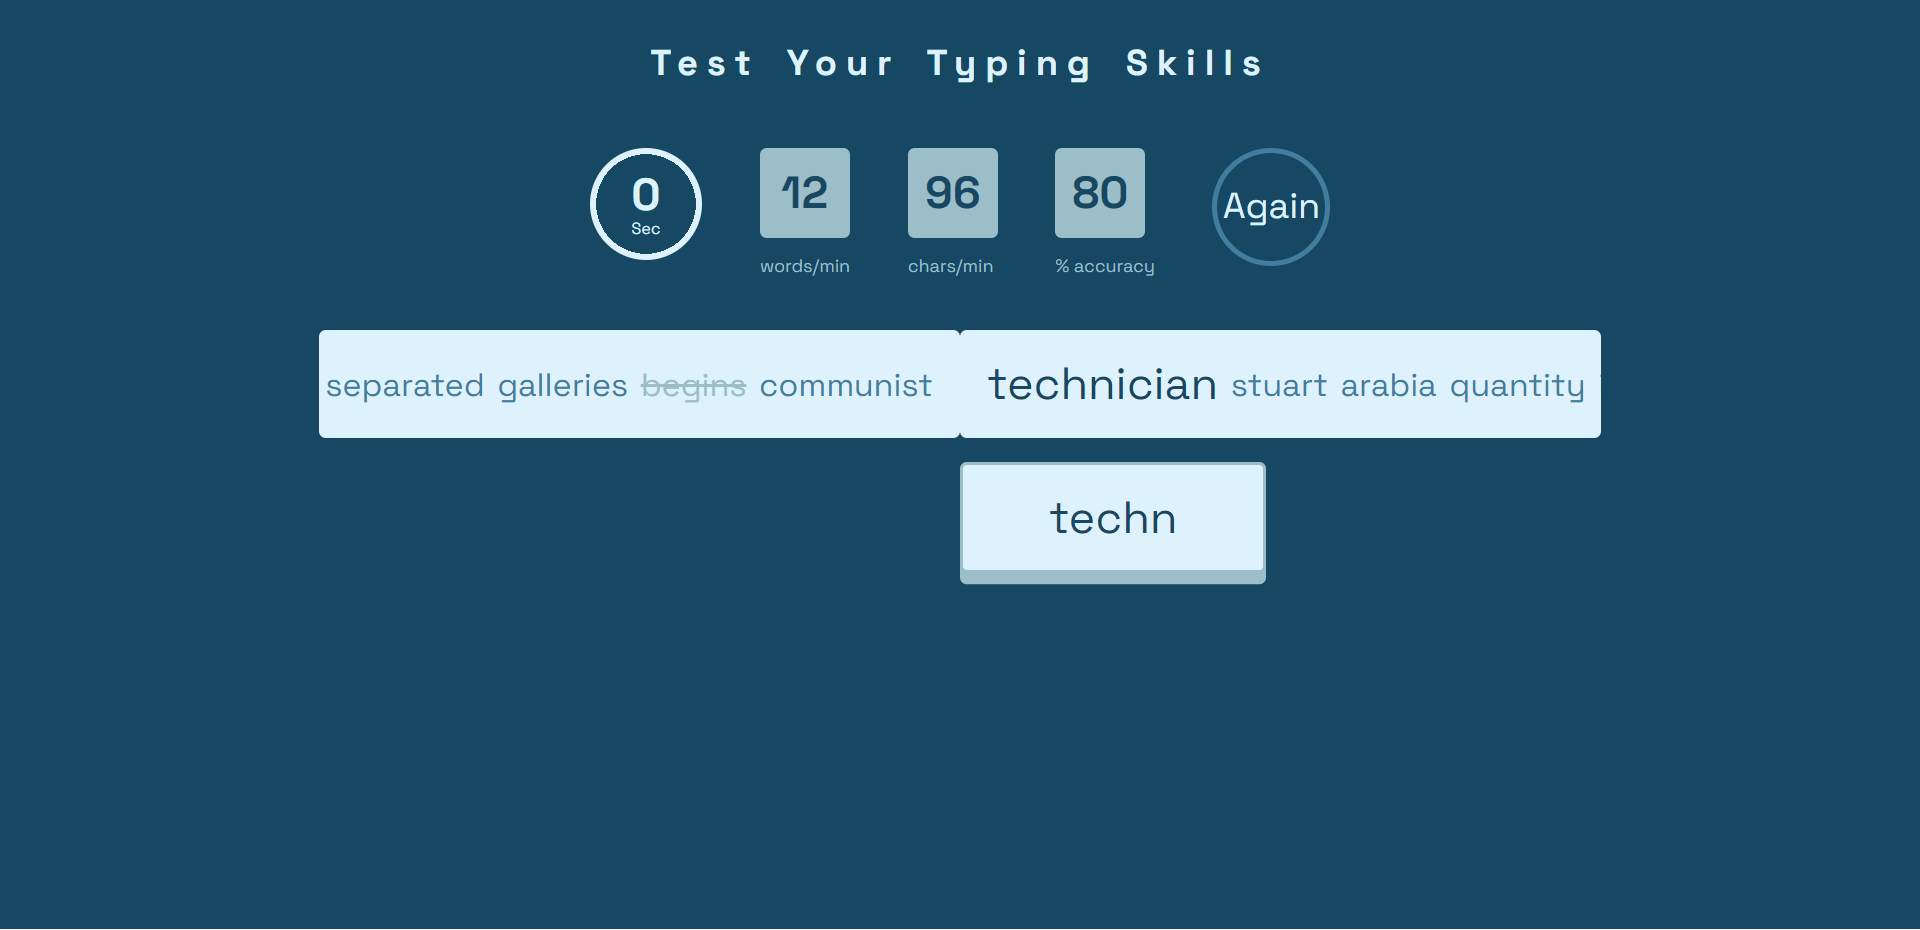 Test Your Typing Skills
0
Sec
12
words/min
96
chars/min
80
% accuracy
Again
separated galleries begins communist technician stuart arabia quantity
techn